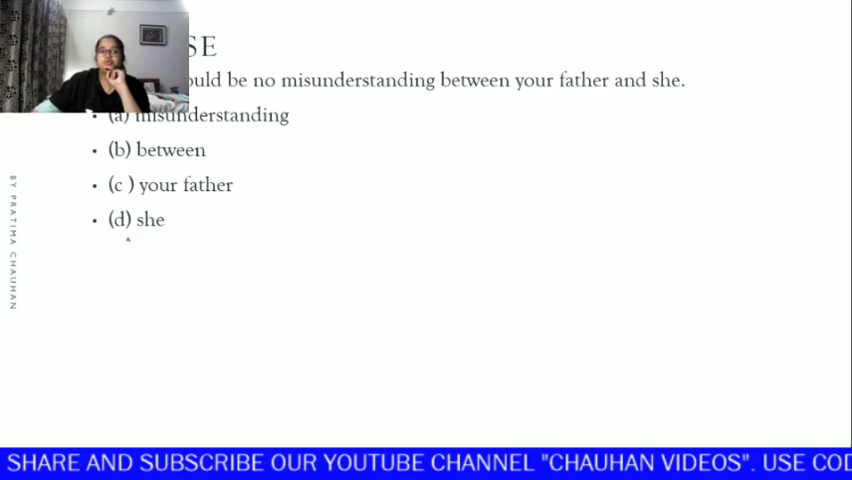 SE
ould be no misunderstanding between your father and she.
• (a) misunderstanding
• (b) between
• (c ) your father
• (d) she
BY PRATIMA CHAUHAN
SHARE AND SUBSCRIBE OUR YOUTUBE CHANNEL "CHAUHAN VIDEOS". USE COD